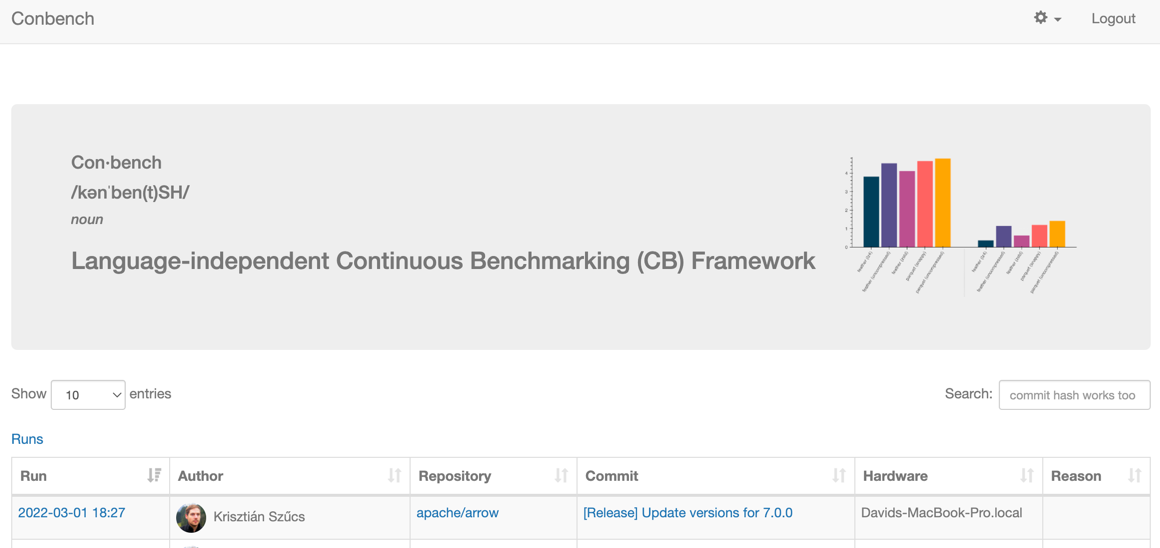 Conbench
Logout
Con·bench
/kənˈben(t)SH/
noun
Language-independent Continuous Benchmarking (CB) Framework
Show 10 entries
Search: commit hash works too
Runs
Run Author Repository Commit Hardware Reason
2022-03-01 18:27 Krisztián Szűcs apache/arrow [Release] Update versions for 7.0.0 Davids-MacBook-Pro.local